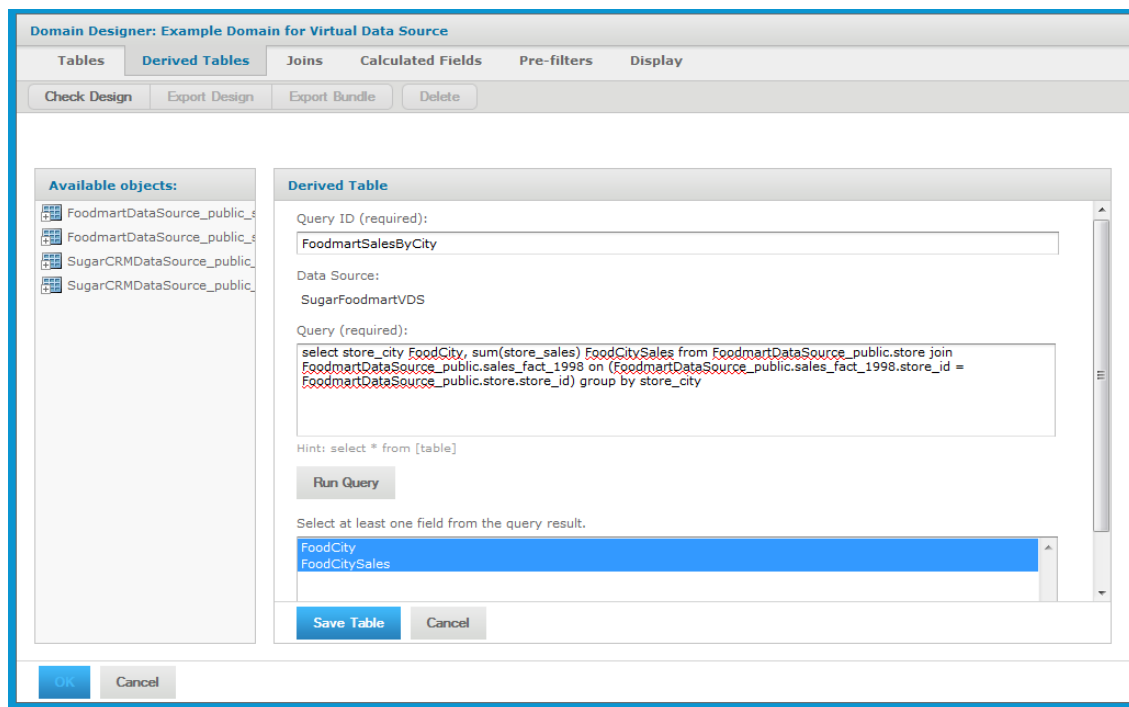 Domain Designer: Example Domain for Virtual Data Source
Tables Derived Tables Joins Calculated Fields Pre-filters Display
Check Design Export Design Export Bundle Delete
Available objects:
FoodmartDataSource_public_s
FoodmartDataSource_public_s
SugarCRMDataSource_public_
SugarCRMDataSource_public_
Derived Table
Query ID (required):
FoodmartSalesByCity
Data Source:
SugarFoodmartVDS
Query (required):
select store_city FoodCity, sum(store_sales) FoodCitySales from FoodmartDataSource_public.store join
FoodmartDataSource_public.sales_fact_1998 on (FoodmartDataSource_public.sales_fact_1998.store_id =
FoodmartDataSource_public.store.store_id) group by store_city
Hint: select * from [table]
Run Query
Select at least one field from the query result.
FoodCity
FoodCitySales
Save Table Cancel
OK Cancel